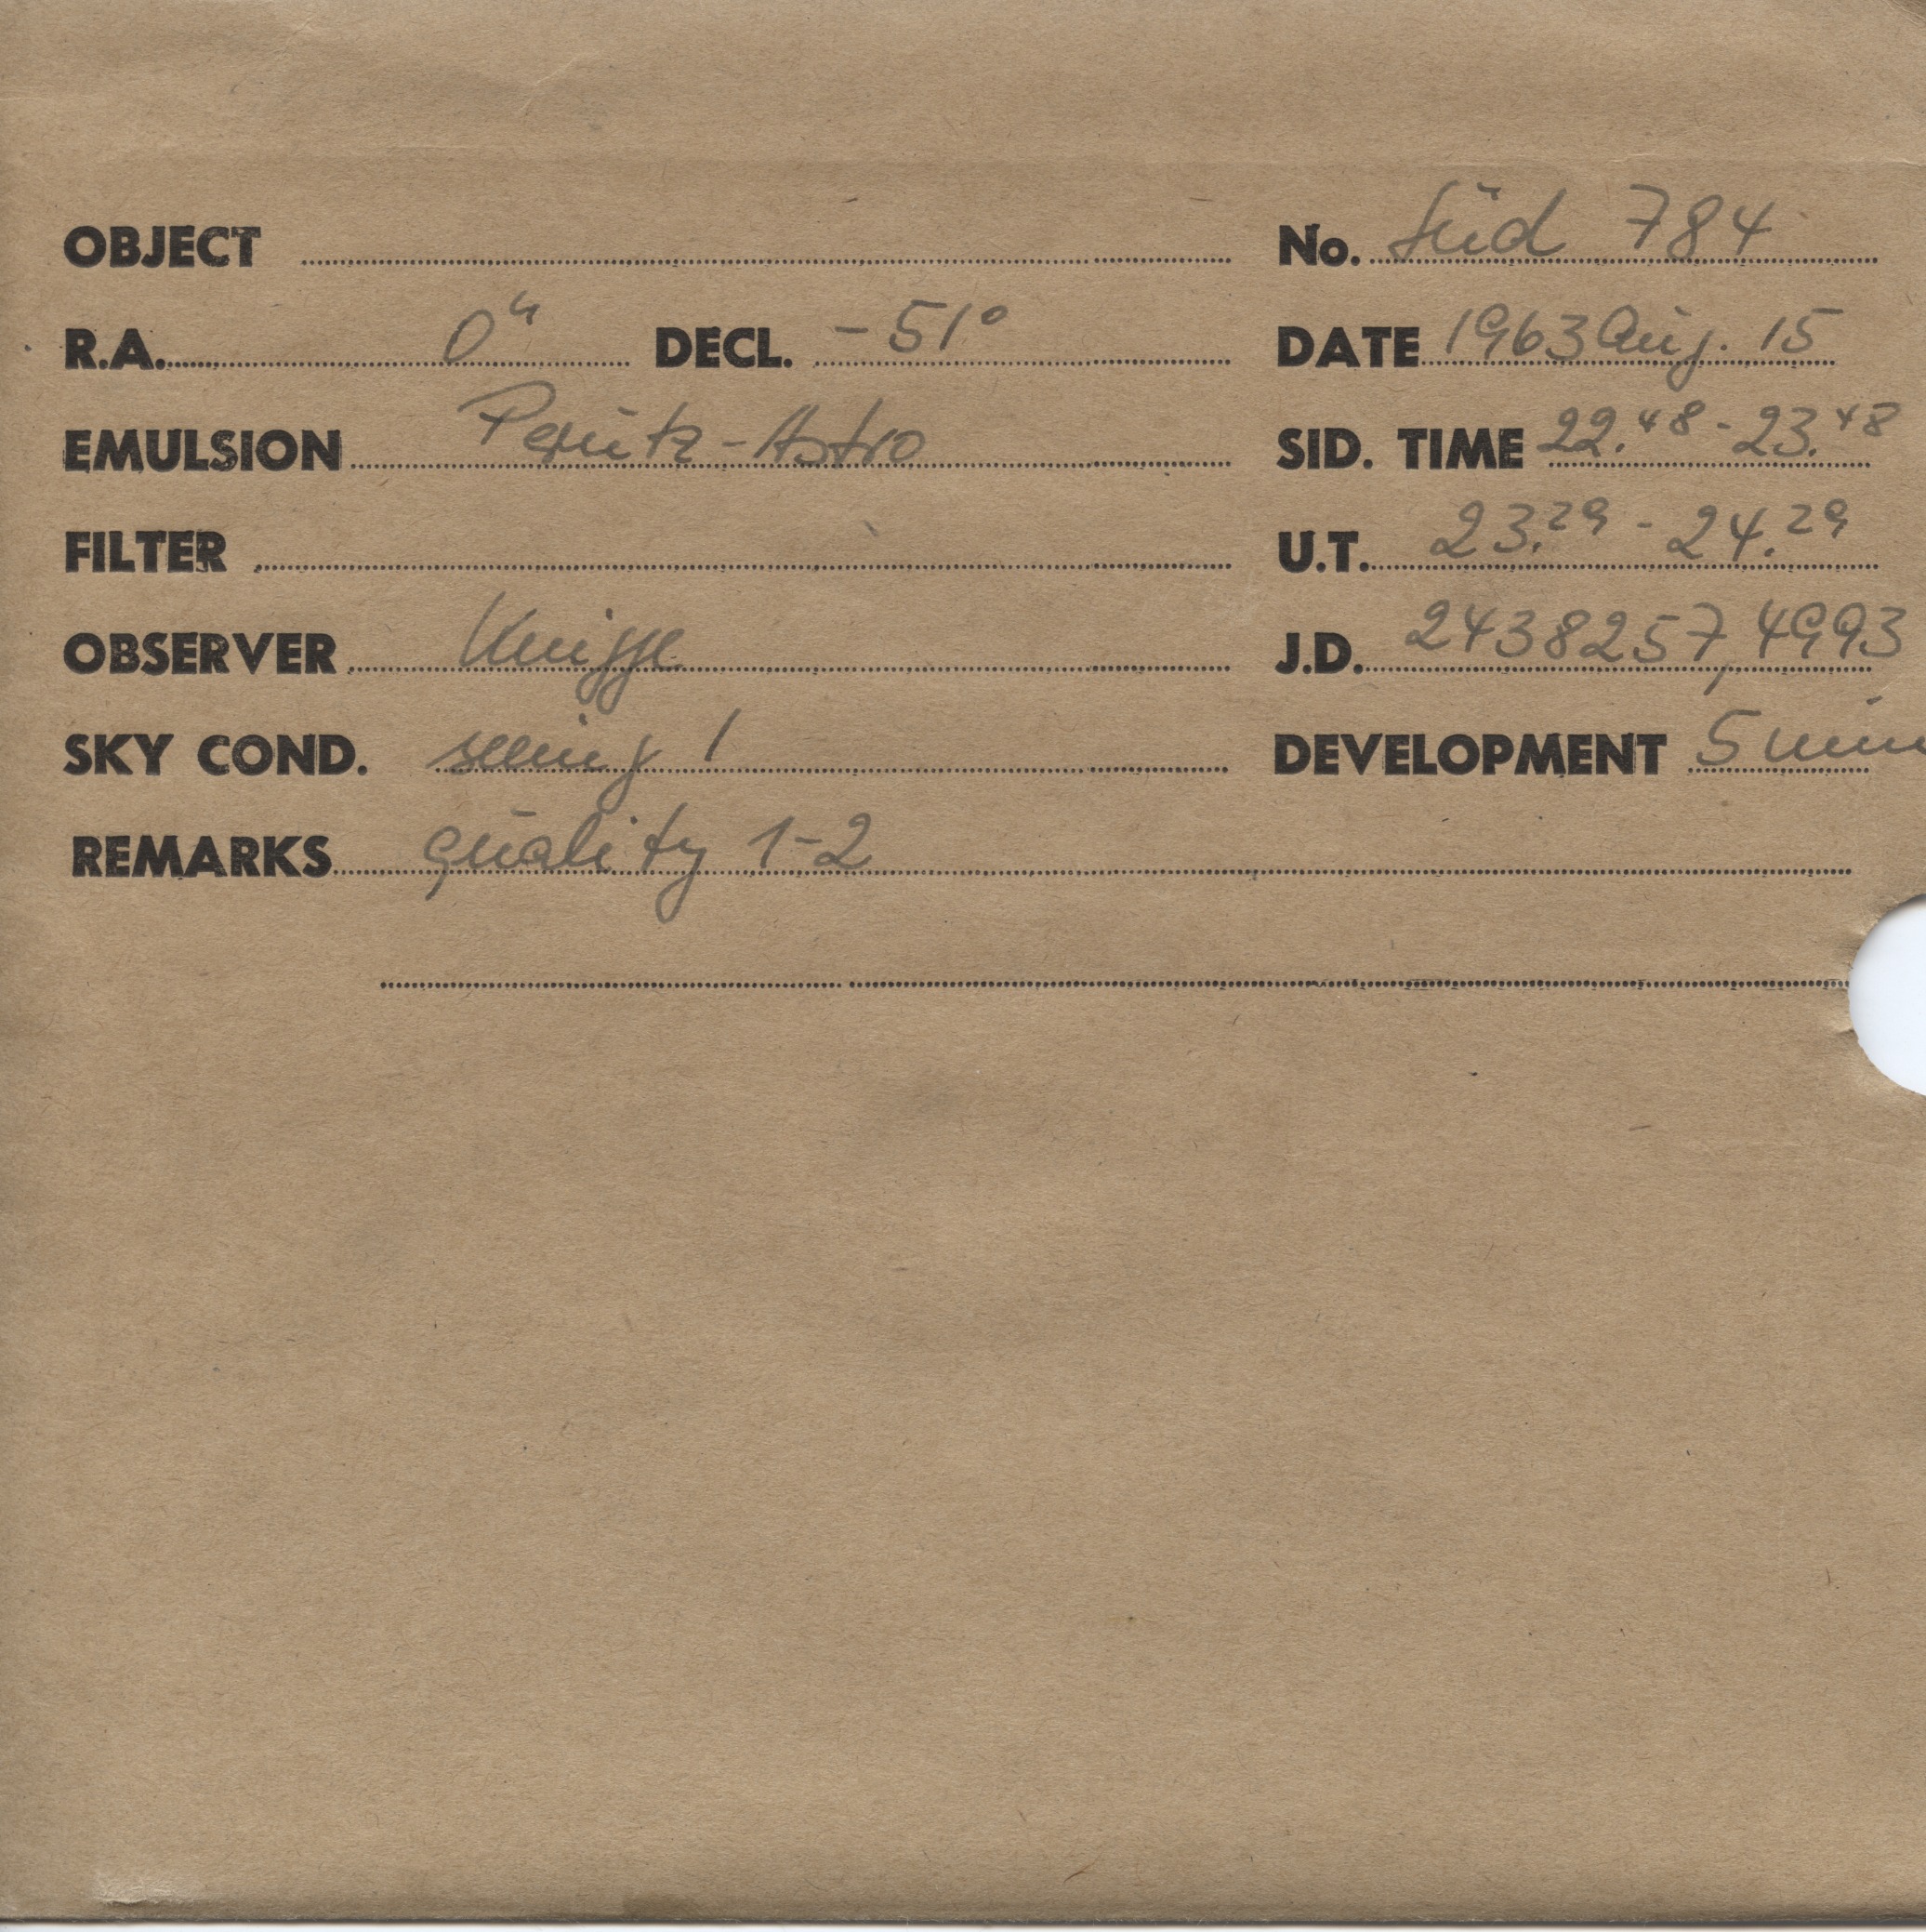 OBJECT No. Süd 784
R.A. 0ʰ DECL. -51°  DATE 1963 Aug. 15
EMULSION Perutz-Astro SID. TIME 22.⁴⁸ - 23.⁴⁸
FILTER U.T. 23.²⁹ - 24.²⁹
OBSERVER Knigge J.D. 2438257,4993
SKY COND. seeing 1 DEVELOPMENT 5 min
REMARKS quality 1-2